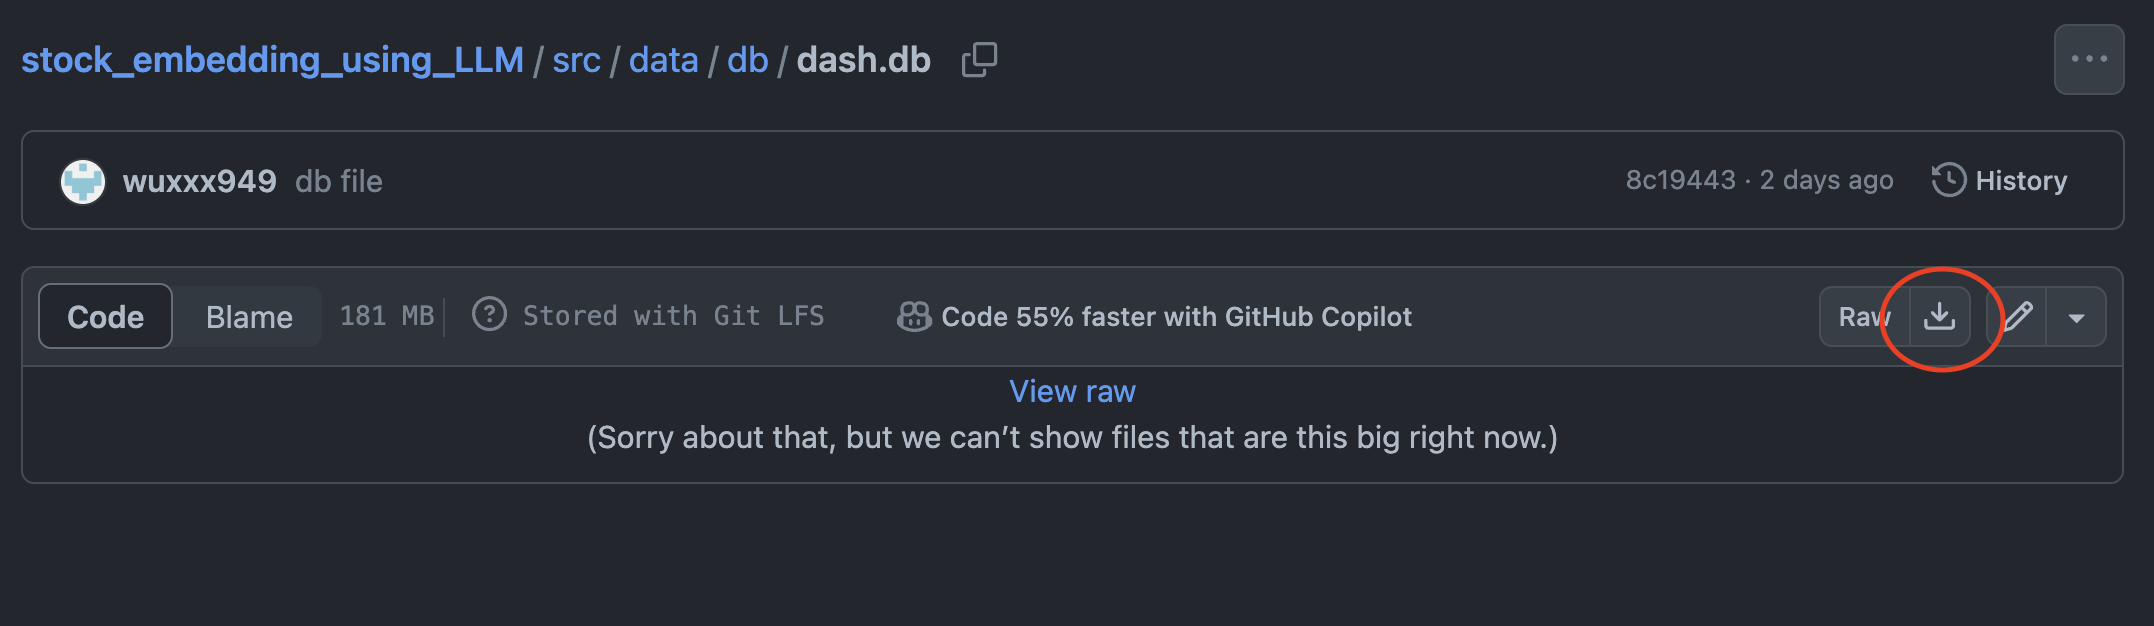 stock_embedding_using_LLM / src / data / db / dash.db
wuxxx949 db file 8c19443 · 2 days ago History
Code Blame 181 MB Stored with Git LFS Code 55% faster with GitHub Copilot Raw
View raw
(Sorry about that, but we can’t show files that are this big right now.)